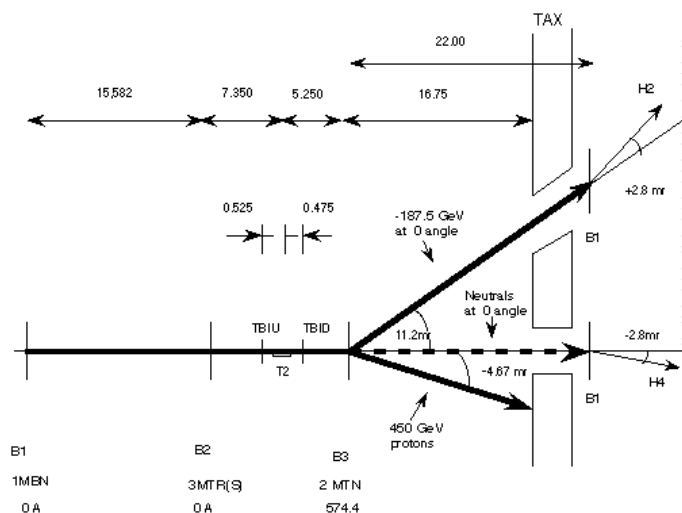 TAX
22.00
15,582
7.350
5.250
16.75
H2
+2.8 mr
0.525
0.475
-187.5 GeV
at 0 angle
B1
Neutrals
at 0 angle
TBIU
TBID
11.2mr
-2.8mr
T2
-4.67 mr
H4
B1
450 GeV
protons
B1
B2
B3
1MBN
3MTR(S)
2 MTN
0 A
0 A
574.4